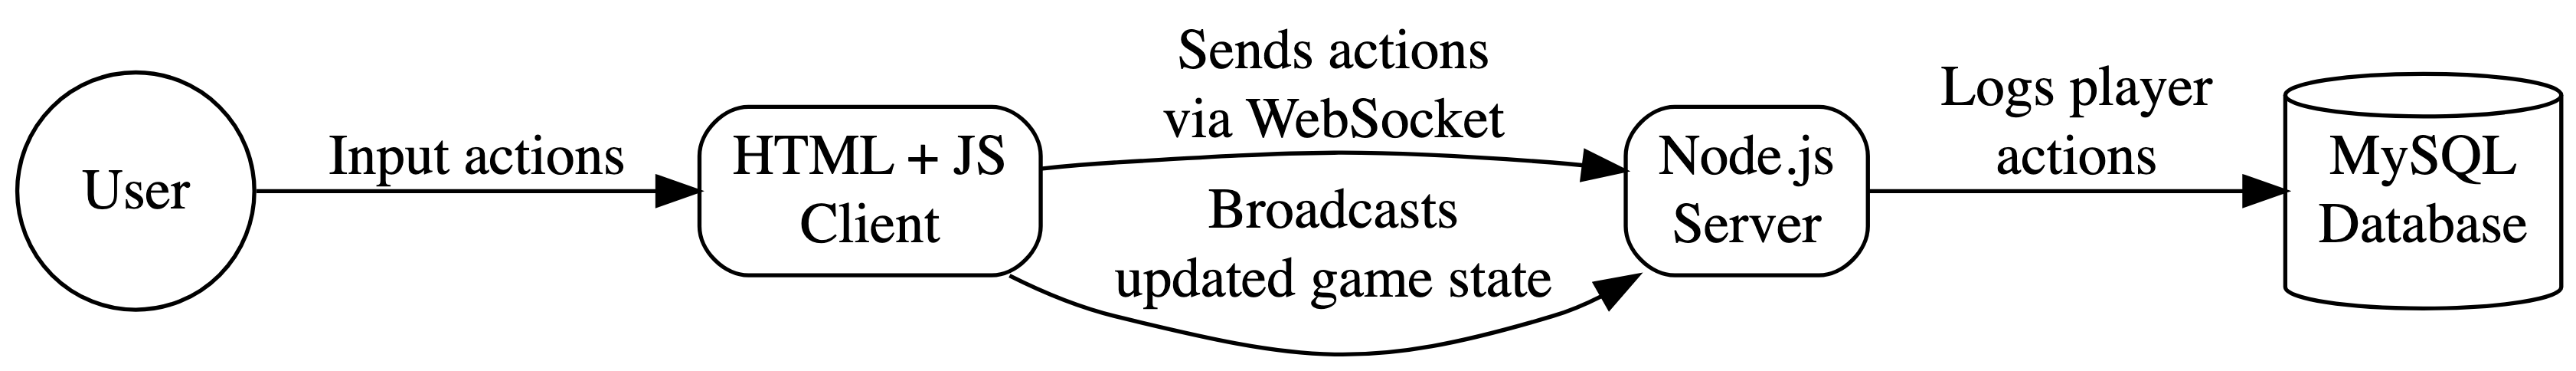 User
Input actions
HTML + JS
Client
Sends actions
via WebSocket
Broadcasts
updated game state
Node.js
Server
Logs player
actions
MySQL
Database